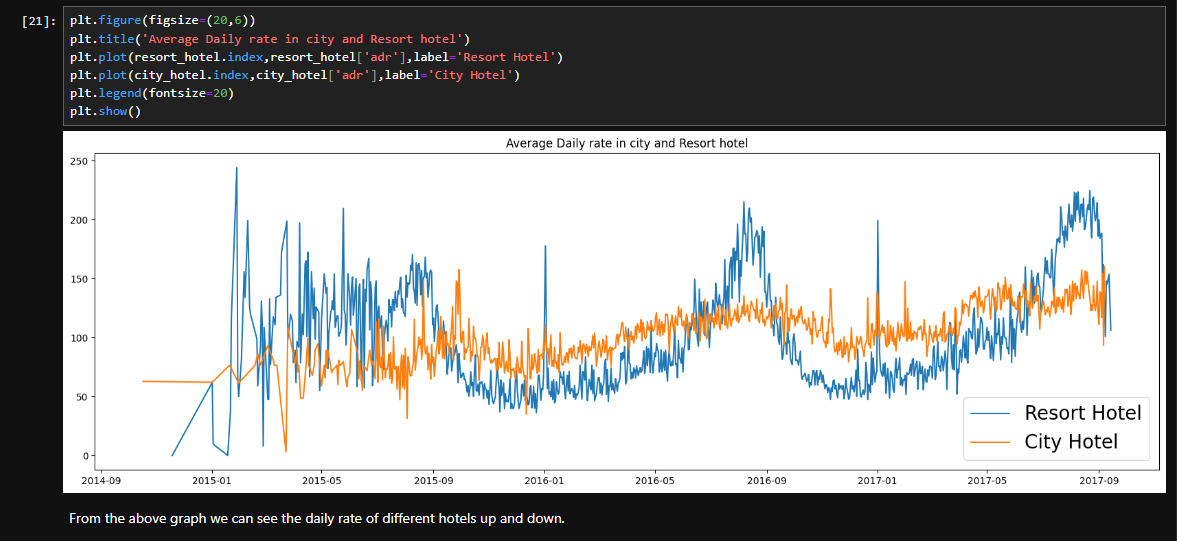 [21]: plt.figure(figsize=(20,6))
plt.title('Average Daily rate in city and Resort hotel')
plt.plot(resort_hotel.index,resort_hotel['adr'],label='Resort Hotel')
plt.plot(city_hotel.index,city_hotel['adr'],label='City Hotel')
plt.legend(fontsize=20)
plt.show()
Average Daily rate in city and Resort hotel
250
200
150
100
50
0
Resort Hotel
City Hotel
2014-09 2015-01 2015-05 2015-09 2016-01 2016-05 2016-09 2017-01 2017-05 2017-09
From the above graph we can see the daily rate of different hotels up and down.